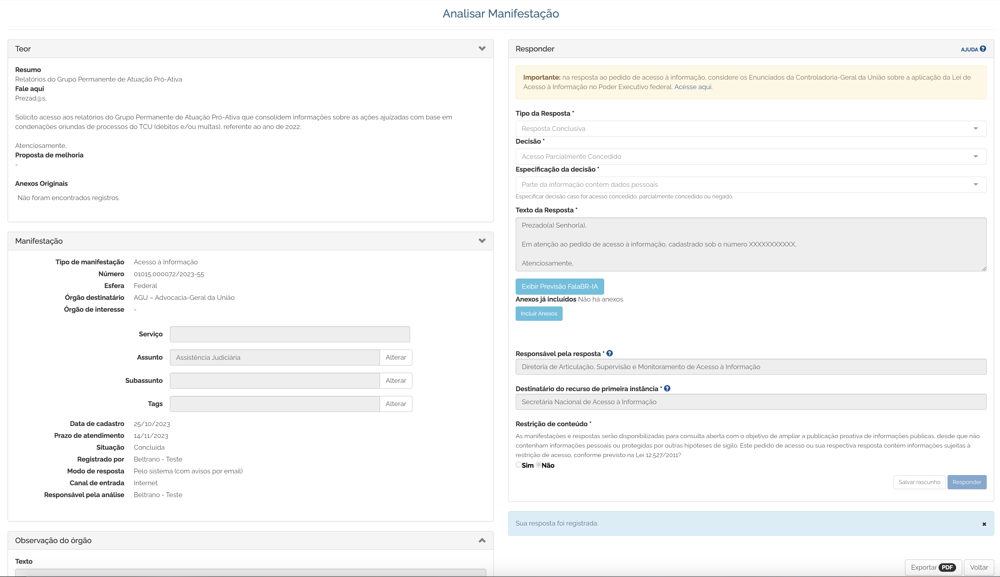 Analisar Manifestação
Teor
Resumo
Relatórios do Grupo Permanente de Atuação Pró-Ativa
Fale aqui
Prezad@s,
Solicito acesso aos relatórios do Grupo Permanente de Atuação Pró-Ativa que consolidem informações sobre as ações ajuizadas com base em
condenações oriundas de processos do TCU (débitos e/ou multas), referente ao ano de 2022.
Atenciosamente,
Proposta de melhoria
-
Anexos Originais
Não foram encontrados registros.
Manifestação
Tipo de manifestação Acesso à Informação
Número 01015.000072/2023-55
Esfera Federal
Órgão destinatário AGU – Advocacia-Geral da União
Órgão de interesse -
Serviço
Assunto Assistência Judiciária Alterar
Subassunto Alterar
Tags Alterar
Data de cadastro 25/10/2023
Prazo de atendimento 14/11/2023
Situação Concluída
Registrado por Beltrano - Teste
Modo de resposta Pelo sistema (com avisos por email)
Canal de entrada Internet
Responsável pela análise Beltrano - Teste
Observação do órgão
Texto
Responder AJUDA ?
Importante: na resposta ao pedido de acesso à informação, considere os Enunciados da Controladoria-Geral da União sobre a aplicação da Lei de
Acesso à Informação no Poder Executivo federal. Acesse aqui.
Tipo da Resposta *
Resposta Conclusiva
Decisão *
Acesso Parcialmente Concedido
Especificação da decisão *
Parte da informação contém dados pessoais
Especificar decisão caso for acesso concedido, parcialmente concedido ou negado.
Texto da Resposta *
Prezado(a) Senhor(a),
Em atenção ao pedido de acesso à informação, cadastrado sob o número XXXXXXXXXXX,
Atenciosamente,
Exibir Previsão FalaBR-IA
Anexos já incluídos Não há anexos.
Incluir Anexos
Responsável pela resposta * ?
Diretoria de Articulação, Supervisão e Monitoramento de Acesso à Informação
Destinatário do recurso de primeira instância * ?
Secretária Nacional de Acesso à Informação
Restrição de conteúdo *
As manifestações e respostas serão disponibilizadas para consulta aberta com o objetivo de ampliar a publicação proativa de informações públicas, desde que não
contenham informações pessoais ou protegidas por outras hipóteses de sigilo. Este pedido de acesso ou sua respectiva resposta contém informações sujeitas à
restrição de acesso, conforme previsto na Lei 12.527/2011?
Sim Não
Salvar rascunho Responder
Sua resposta foi registrada.
Exportar PDF Voltar